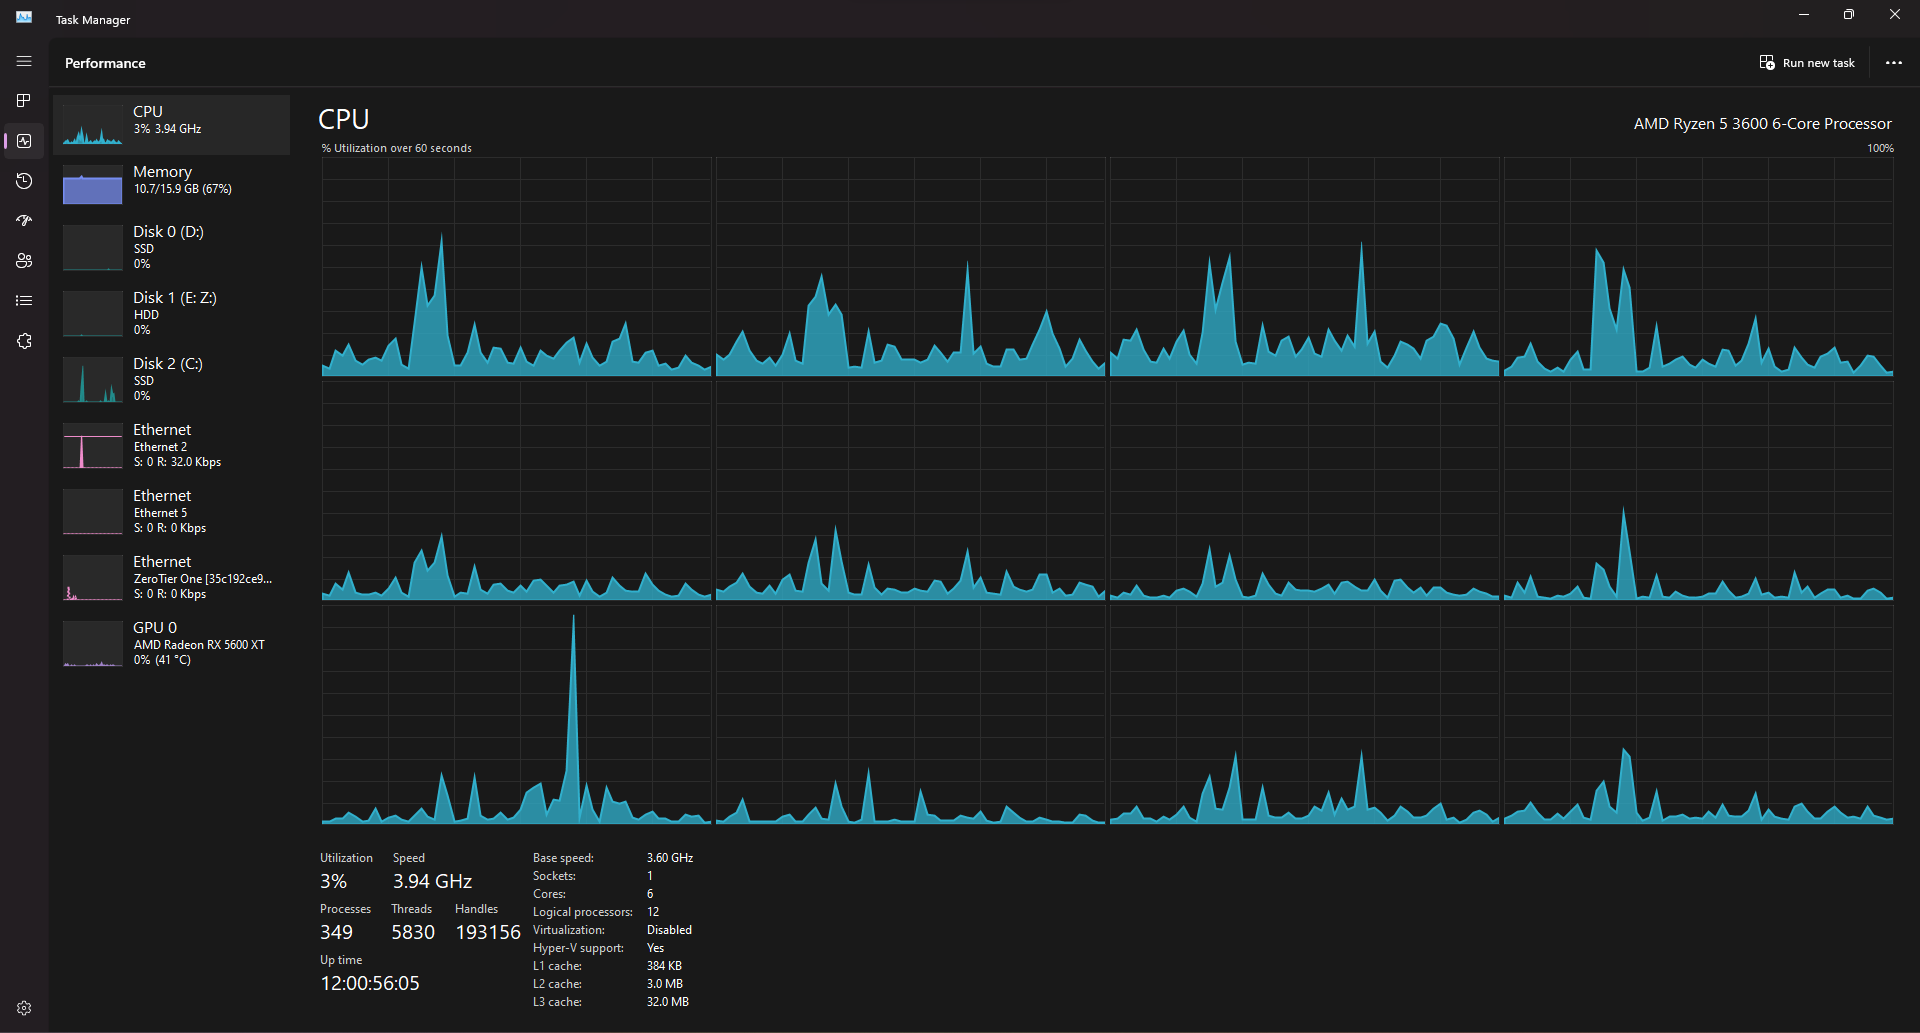 Task Manager
Performance
Run new task
CPU
3% 3.94 GHz
Memory
10.7/15.9 GB (67%)
Disk 0 (D:)
SSD
0%
Disk 1 (E: Z:)
HDD
0%
Disk 2 (C:)
SSD
0%
Ethernet
Ethernet 2
S: 0 R: 32.0 Kbps
Ethernet
Ethernet 5
S: 0 R: 0 Kbps
Ethernet
ZeroTier One [35c192ce9...
S: 0 R: 0 Kbps
GPU 0
AMD Radeon RX 5600 XT
0% (41 °C)
CPU
AMD Ryzen 5 3600 6-Core Processor
% Utilization over 60 seconds
100%
Utilization Speed
3% 3.94 GHz
Processes Threads Handles
349 5830 193156
Up time
12:00:56:05
Base speed: 3.60 GHz
Sockets: 1
Cores: 6
Logical processors: 12
Virtualization: Disabled
Hyper-V support: Yes
L1 cache: 384 KB
L2 cache: 3.0 MB
L3 cache: 32.0 MB